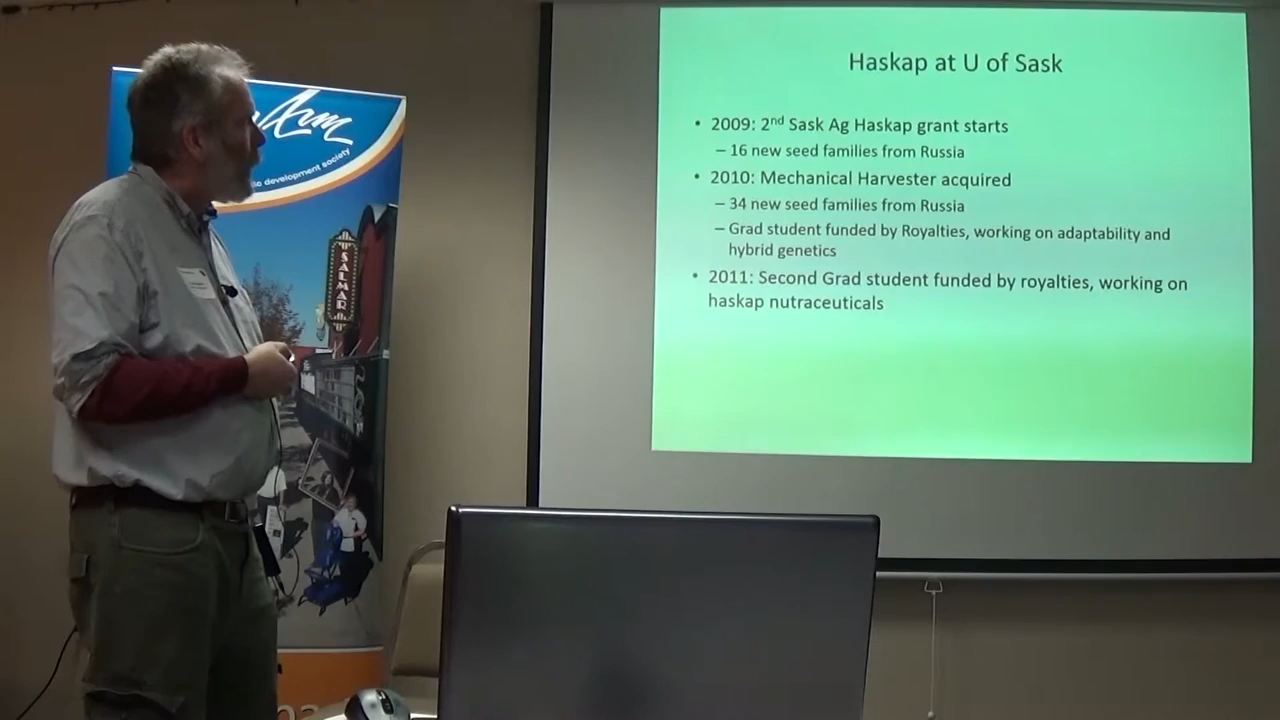 Haskap at U of Sask
• 2009: 2nd Sask Ag Haskap grant starts
– 16 new seed families from Russia
• 2010: Mechanical Harvester acquired
– 34 new seed families from Russia
– Grad student funded by Royalties, working on adaptability and
hybrid genetics
• 2011: Second Grad student funded by royalties, working on
haskap nutraceuticals
development society
SALMAR